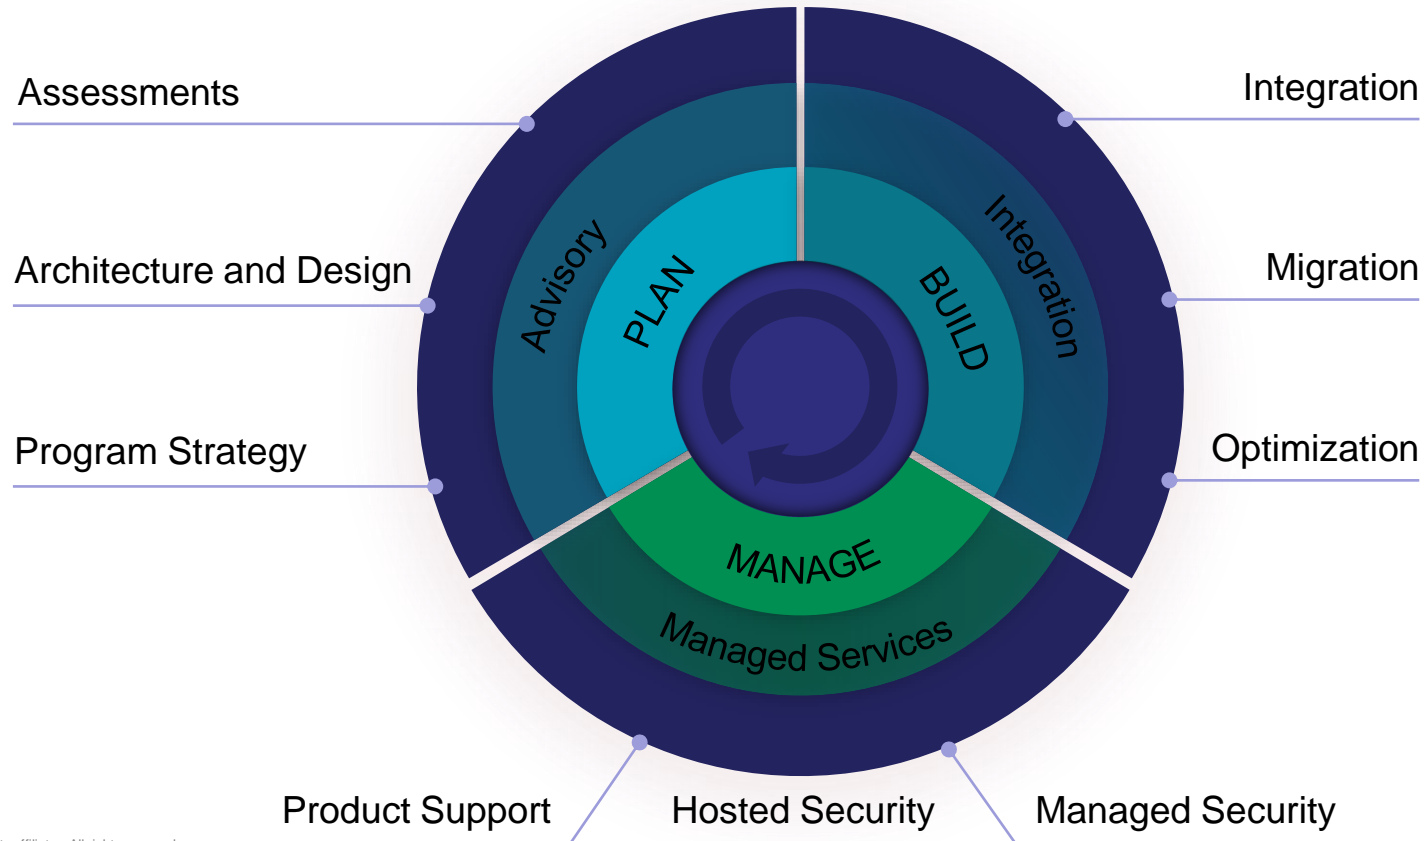 Assessments
Integration
Architecture and Design
Migration
Program Strategy
Optimization
Advisory
PLAN
BUILD
Integration
MANAGE
Managed Services
Product Support
Hosted Security
Managed Security